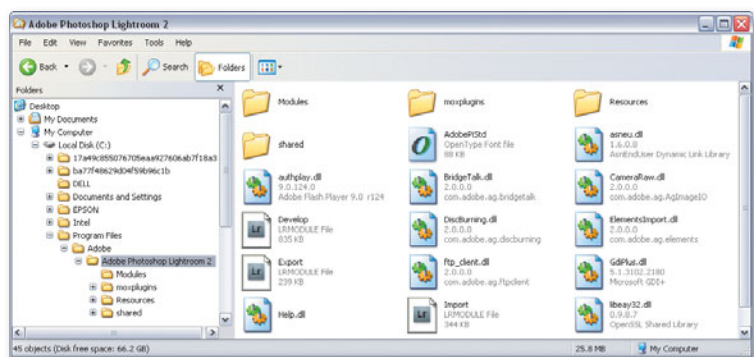 Adobe Photoshop Lightroom 2
File Edit View Favorites Tools Help
Back Search Folders
Folders
Desktop
My Documents
My Computer
Local Disk (C:)
17a49c855076705eaa927606ab7f18a3
ba77f48629d04f59b96c1b
DELL
Documents and Settings
EPSON
Intel
Program Files
Adobe
Adobe Photoshop Lightroom 2
Modules
moxplugins
Resources
shared
Modules
moxplugins
Resources
shared
AdobePiStd
OpenType Font file
88 KB
asneu.dll
1.6.0.8
AsnEndUser Dynamic Link Library
authplay.dll
9.0.124.0
Adobe Flash Player 9.0 r124
BridgeTalk.dll
2.0.0.0
com.adobe.ag.bridgetalk
CameraRaw.dll
2.0.0.0
com.adobe.ag.AgImageIO
Develop
LRMODULE File
835 KB
DiscBurning.dll
2.0.0.0
com.adobe.ag.discburning
ElementsImport.dll
2.0.0.0
com.adobe.ag.elements
Export
LRMODULE File
239 KB
ftp_client.dll
2.0.0.0
com.adobe.ag.ftpclient
GdiPlus.dll
5.1.3102.2180
Microsoft GDI+
Help.dll
Import
LRMODULE File
344 KB
libeay32.dll
0.9.8.7
OpenSSL Shared Library
45 objects (Disk free space: 66.2 GB) 25.8 MB My Computer